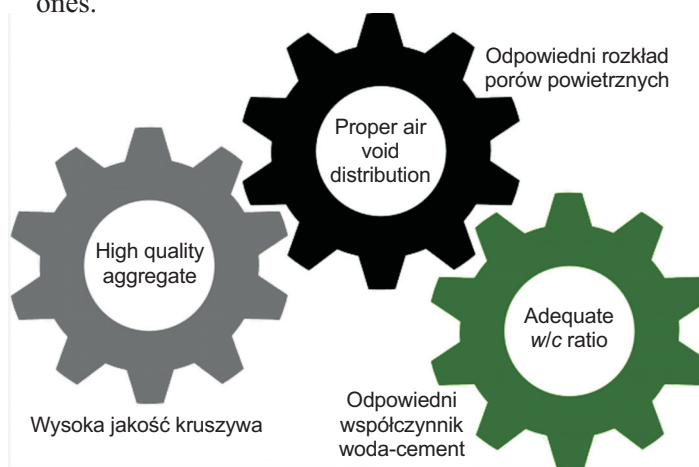 ones.
Odpowiedni rozkład
porów powietrznych
Proper air
void
distribution
High quality
aggregate
Wysoka jakość kruszywa
Adequate
w/c ratio
Odpowiedni
współczynnik
woda-cement